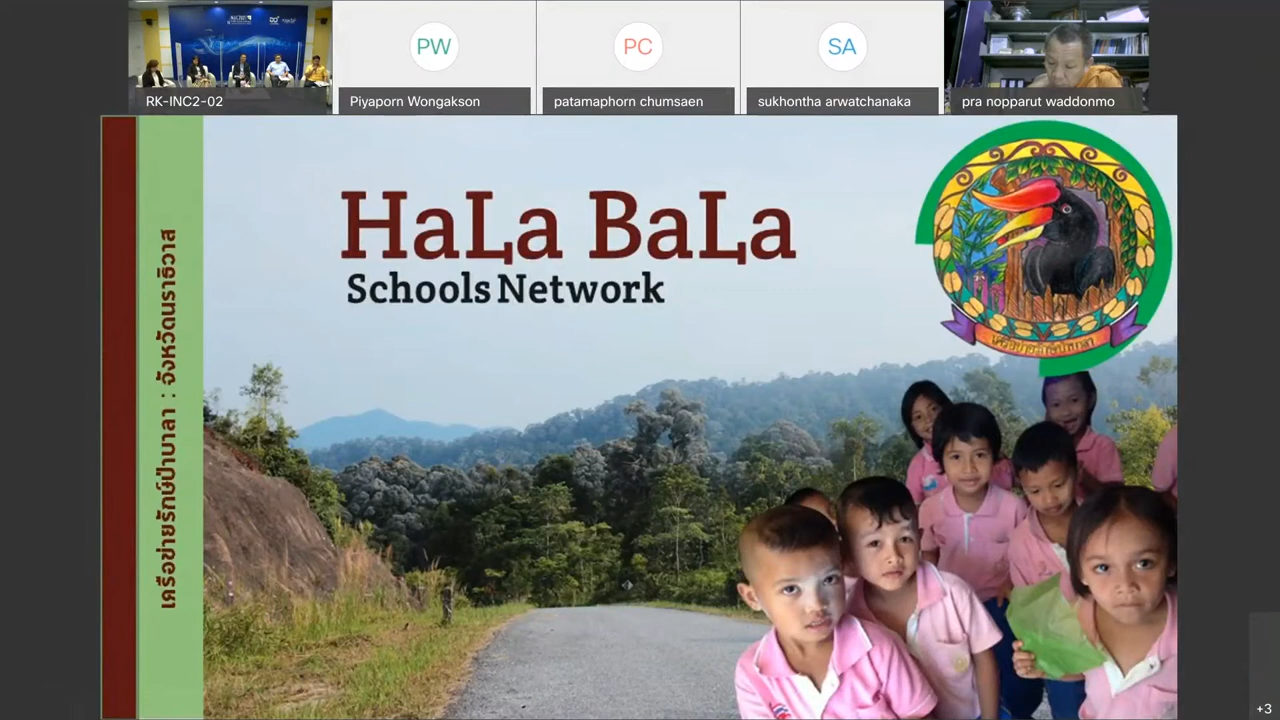 RK-INC2-02
PW
Piyaporn Wongakson
PC
patamaphorn chumsaen
SA
sukhontha arwatchanaka
pra nopparut waddonmo
HaLa BaLa
Schools Network
เครือข่ายรักษ์ป่าบาลา : จังหวัดนราธิวาส
+3